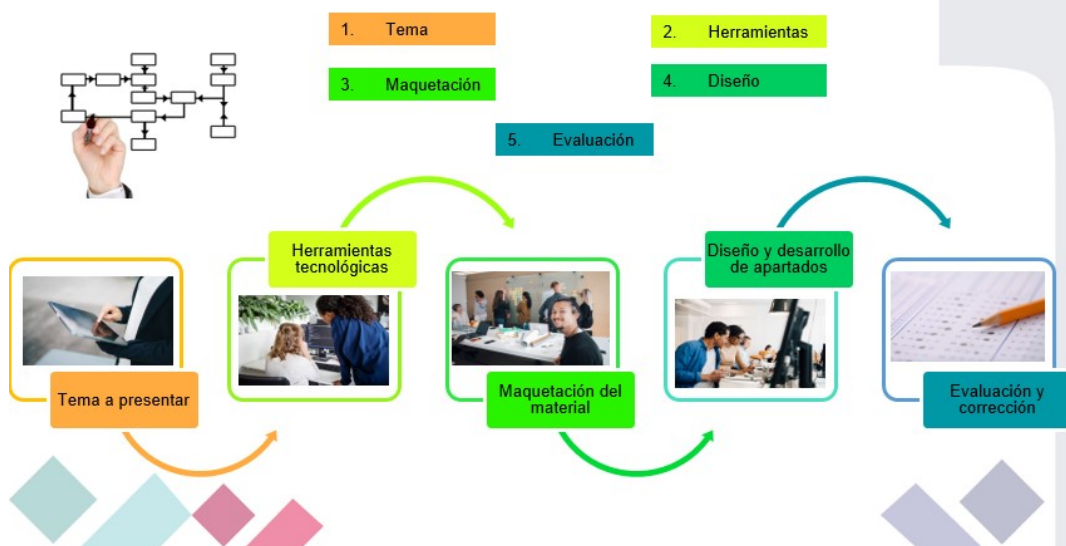 1. Tema
2. Herramientas
3. Maquetación
4. Diseño
5. Evaluación
Herramientas
tecnológicas
Diseño y desarrollo
de apartados
Tema a presentar
Maquetación del
material
Evaluación y
corrección